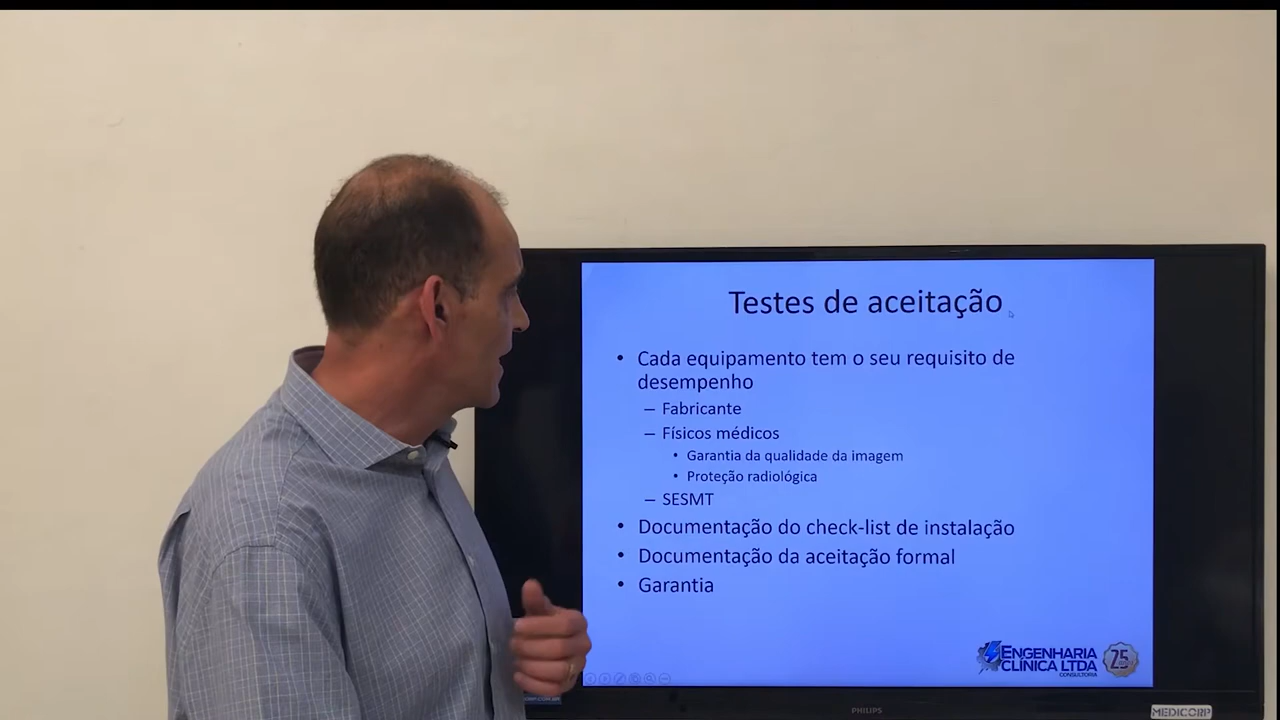 Testes de aceitação
• Cada equipamento tem o seu requisito de
desempenho
– Fabricante
– Físicos médicos
• Garantia da qualidade da imagem
• Proteção radiológica
– SESMT
• Documentação do check-list de instalação
• Documentação da aceitação formal
• Garantia
ENGENHARIA
CLÍNICA LTDA
CONSULTORIA
25
PHILIPS
MEDICORP